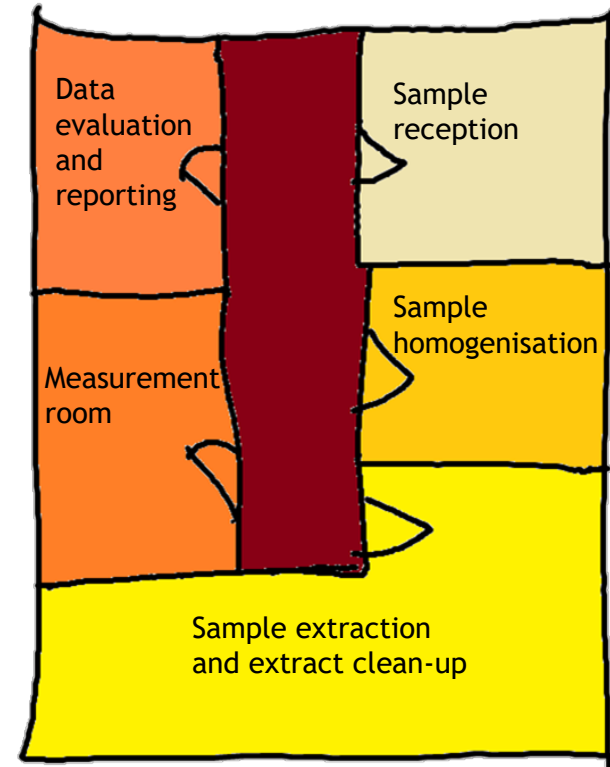 Data
evaluation
and
reporting
Sample
reception
Measurement
room
Sample
homogenisation
Sample extraction
and extract clean-up